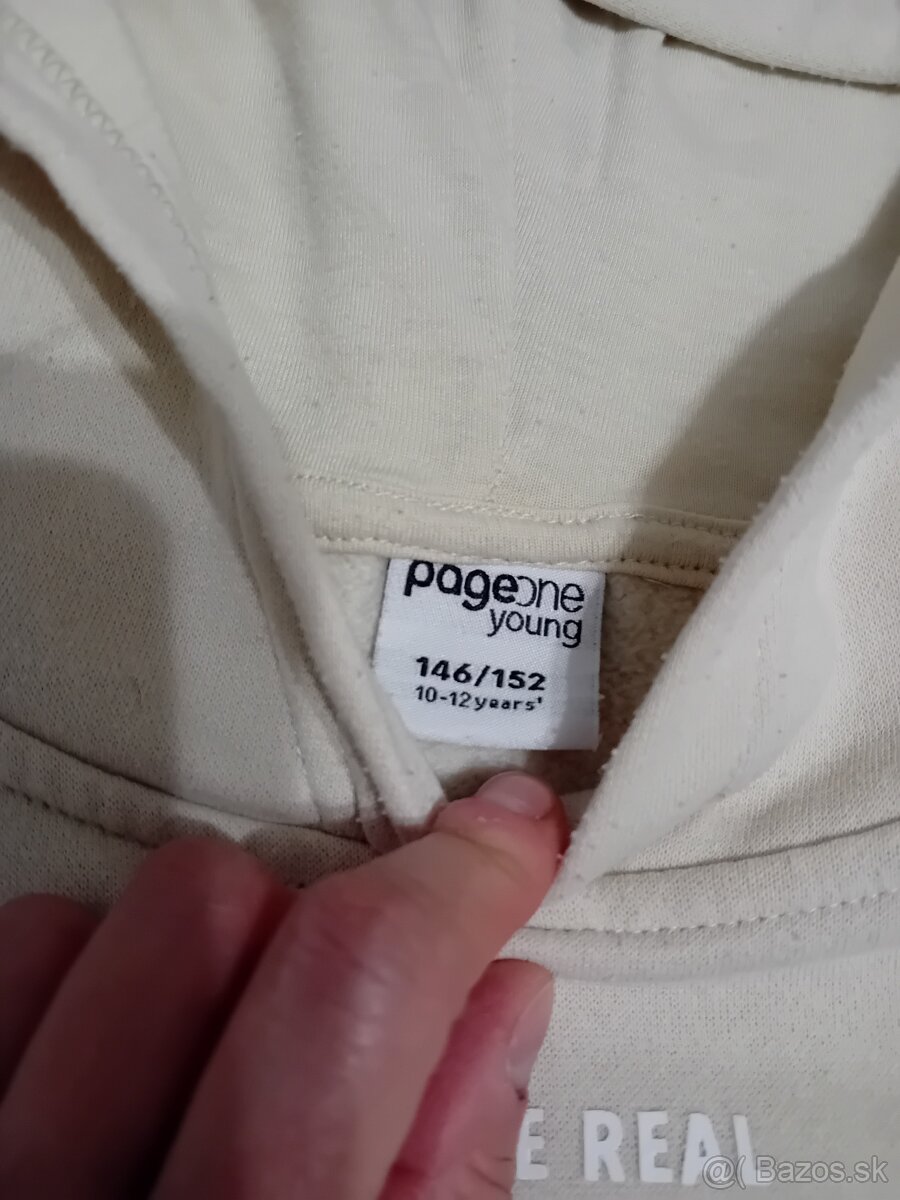 pageone
young
146/152
10-12years'
E REAL
@( Bazos.sk